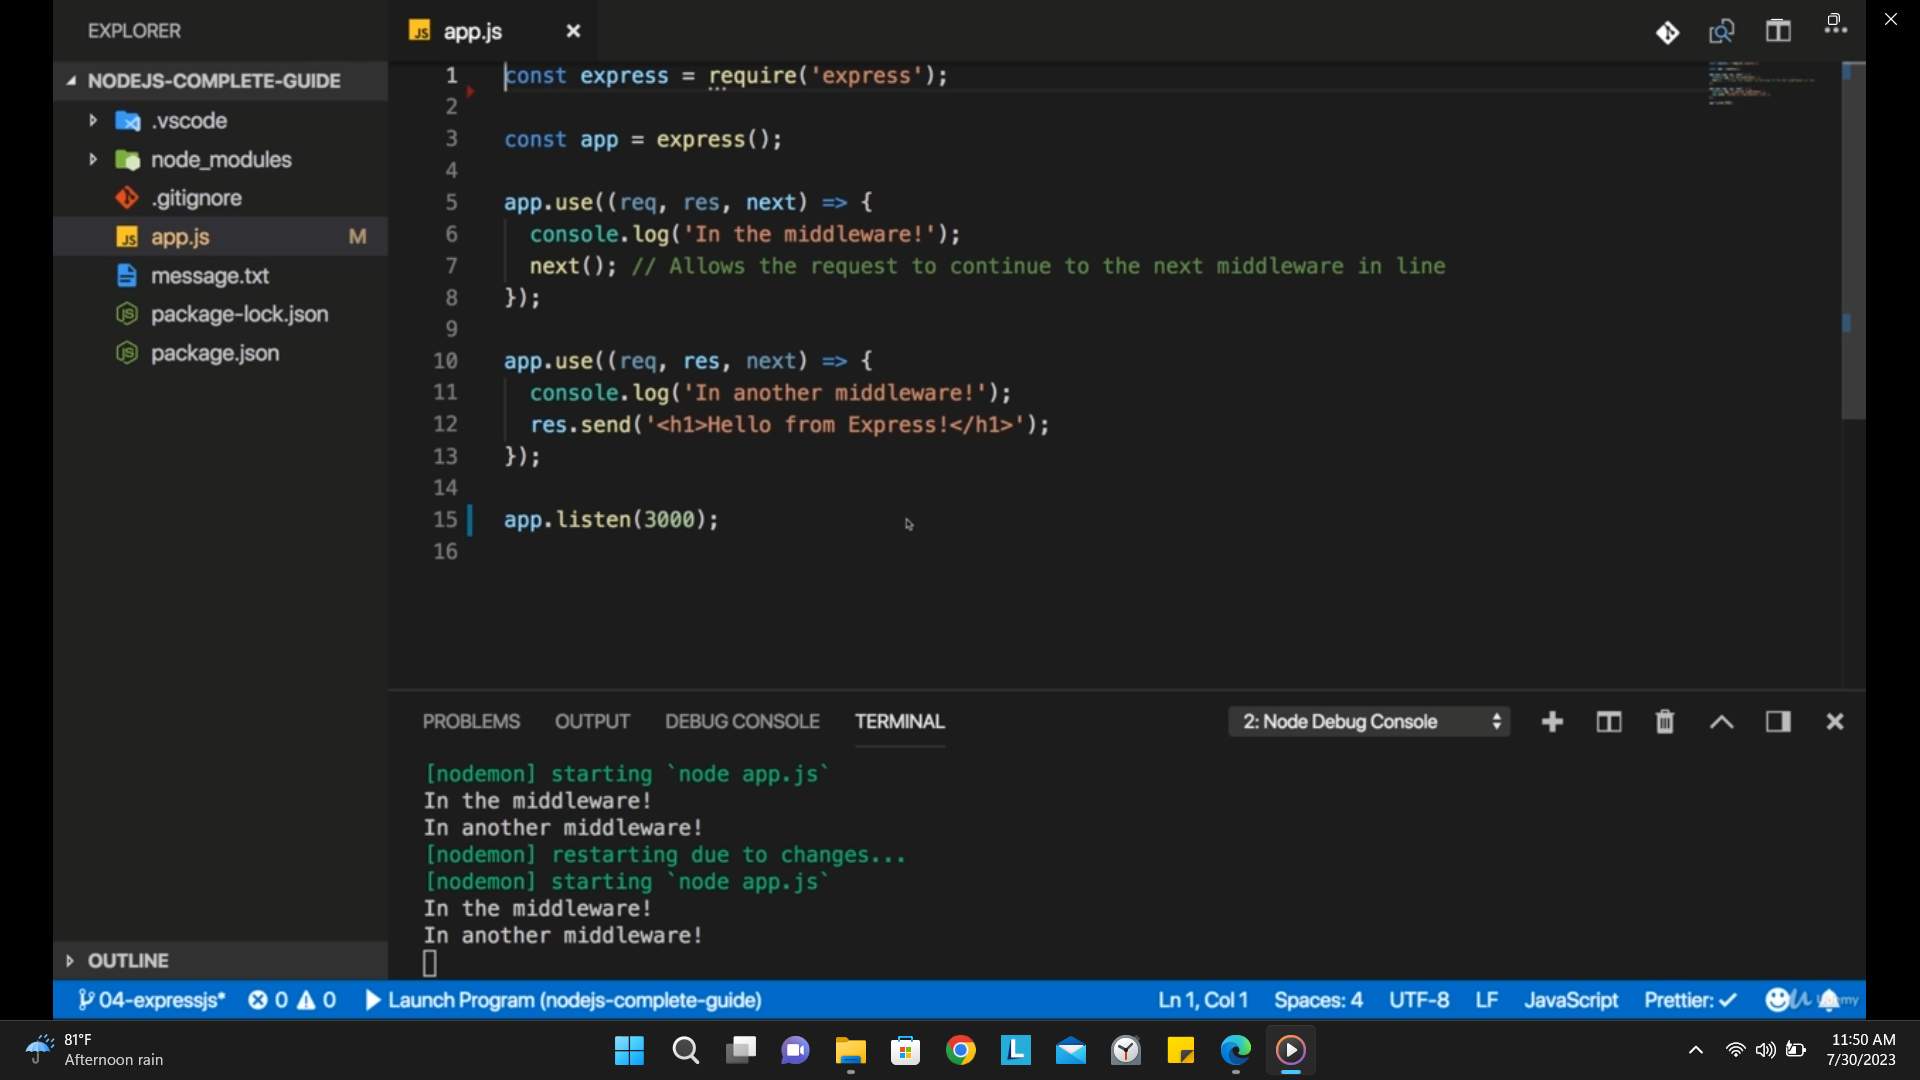 EXPLORER
JS app.js
NODEJS-COMPLETE-GUIDE
.vscode
node_modules
.gitignore
JS app.js M
message.txt
JS package-lock.json
JS package.json
OUTLINE
1 const express = require('express');
2
3 const app = express();
4
5 app.use((req, res, next) => {
6 console.log('In the middleware!');
7 next(); // Allows the request to continue to the next middleware in line
8 });
9
10 app.use((req, res, next) => {
11 console.log('In another middleware!');
12 res.send('<h1>Hello from Express!</h1>');
13 });
14
15 app.listen(3000);
16
PROBLEMS OUTPUT DEBUG CONSOLE TERMINAL 2: Node Debug Console
[nodemon] starting `node app.js`
In the middleware!
In another middleware!
[nodemon] restarting due to changes...
[nodemon] starting `node app.js`
In the middleware!
In another middleware!
04-expressjs* 0 0 Launch Program (nodejs-complete-guide) Ln 1, Col 1 Spaces: 4 UTF-8 LF JavaScript Prettier:
81°F
Afternoon rain
L
11:50 AM
7/30/2023